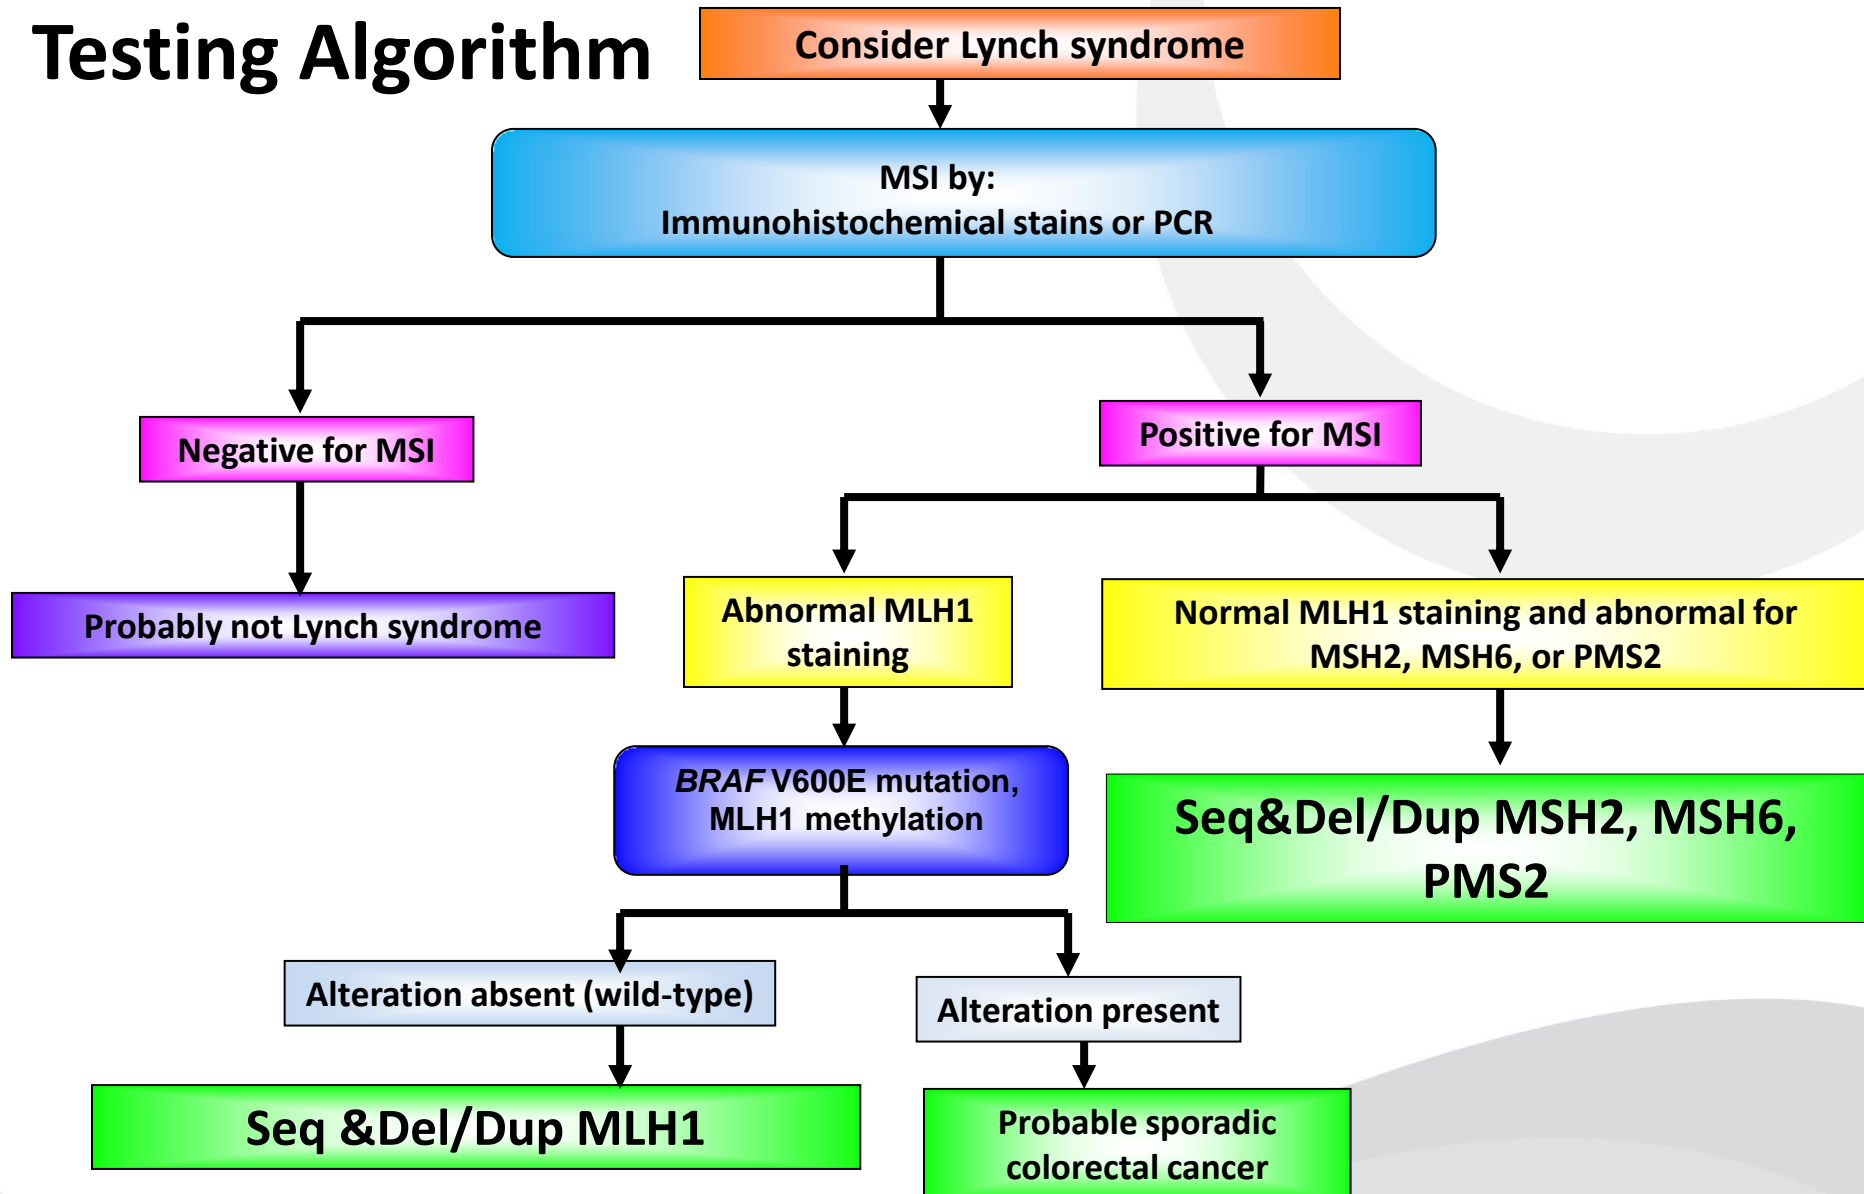 Testing Algorithm
Consider Lynch syndrome
MSI by:
Immunohistochemical stains or PCR
Negative for MSI
Positive for MSI
Probably not Lynch syndrome
Abnormal MLH1
staining
Normal MLH1 staining and abnormal for
MSH2, MSH6, or PMS2
BRAF V600E mutation,
MLH1 methylation
Seq&Del/Dup MSH2, MSH6,
PMS2
Alteration absent (wild-type)
Alteration present
Seq &Del/Dup MLH1
Probable sporadic
colorectal cancer